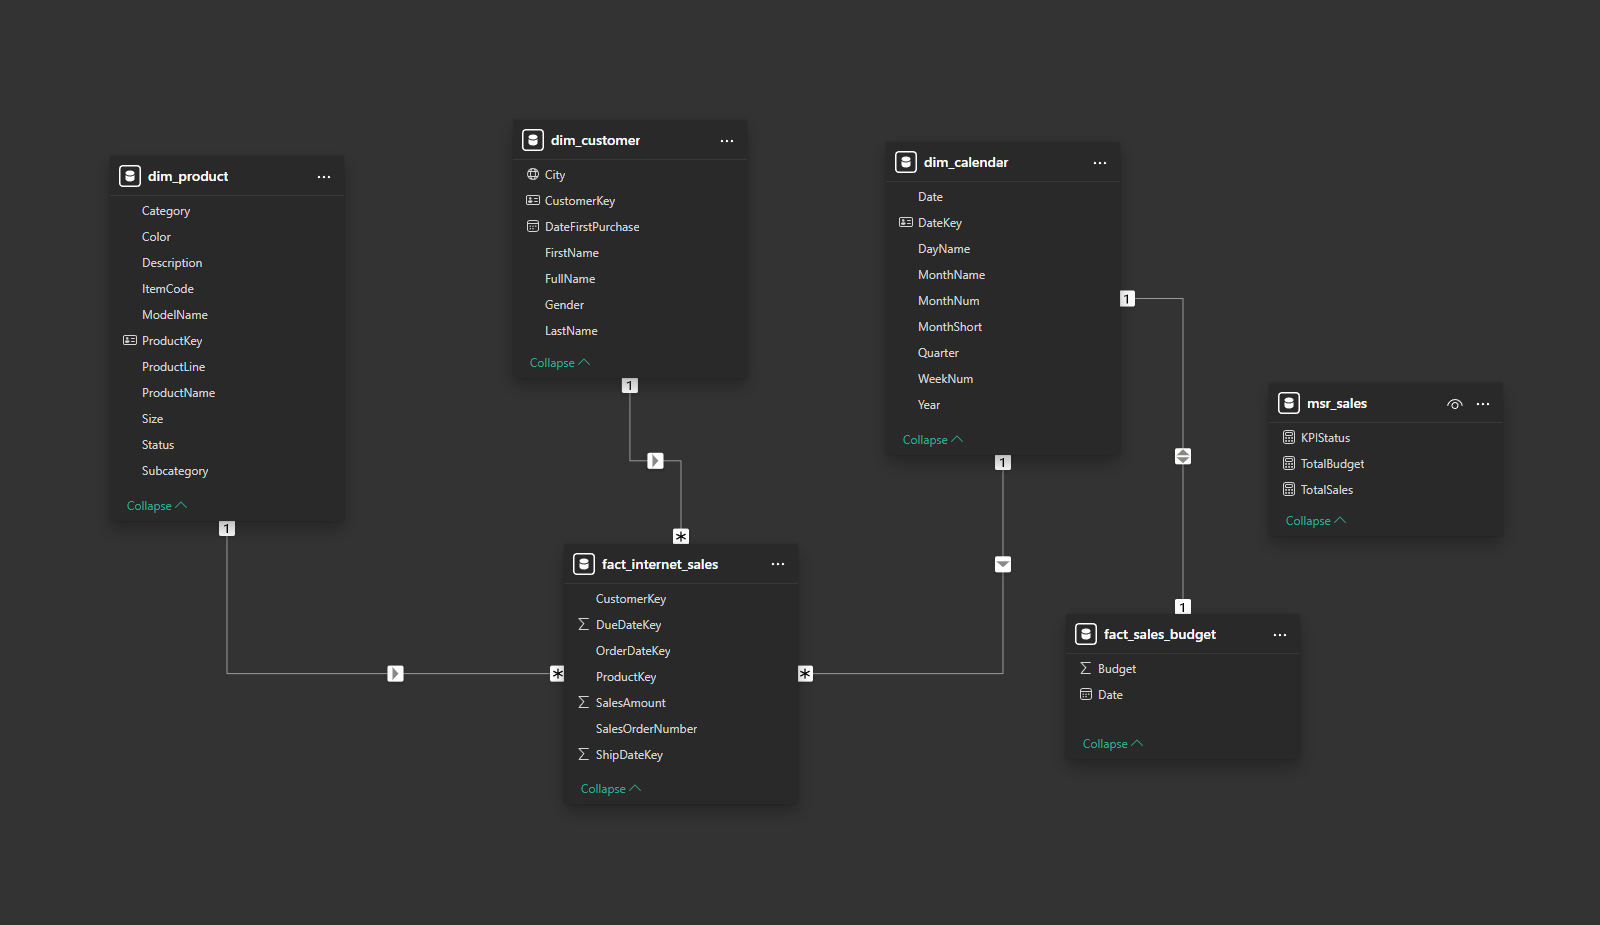 dim_product
Category
Color
Description
ItemCode
ModelName
ProductKey
ProductLine
ProductName
Size
Status
Subcategory
Collapse
1
dim_customer
City
CustomerKey
DateFirstPurchase
FirstName
FullName
Gender
LastName
Collapse
1
*
dim_calendar
Date
DateKey
DayName
MonthName
MonthNum
MonthShort
Quarter
WeekNum
Year
Collapse
1
1
msr_sales
KPIStatus
TotalBudget
TotalSales
Collapse
fact_internet_sales
CustomerKey
DueDateKey
OrderDateKey
ProductKey
SalesAmount
SalesOrderNumber
ShipDateKey
Collapse
*
*
1
fact_sales_budget
Budget
Date
Collapse